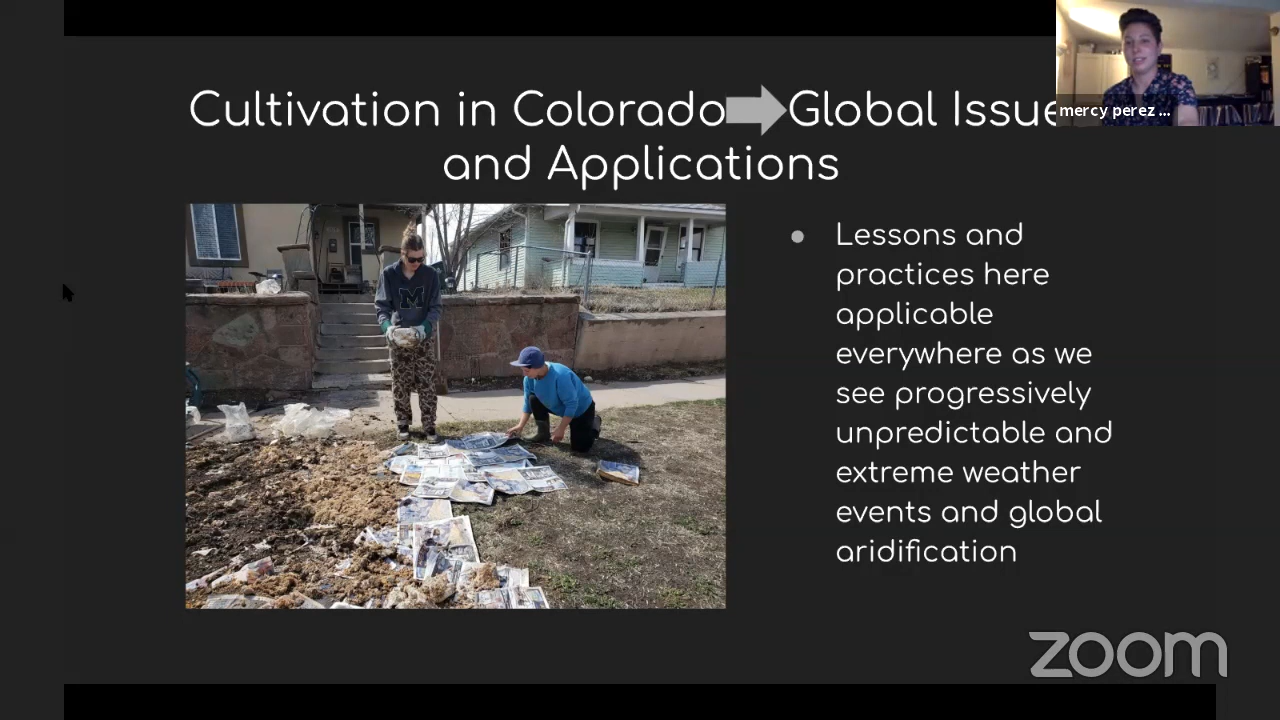 Cultivation in Colorado Global Issue
and Applications
mercy perez ...
M
Lessons and
practices here
applicable
everywhere as we
see progressively
unpredictable and
extreme weather
events and global
aridification
zoom